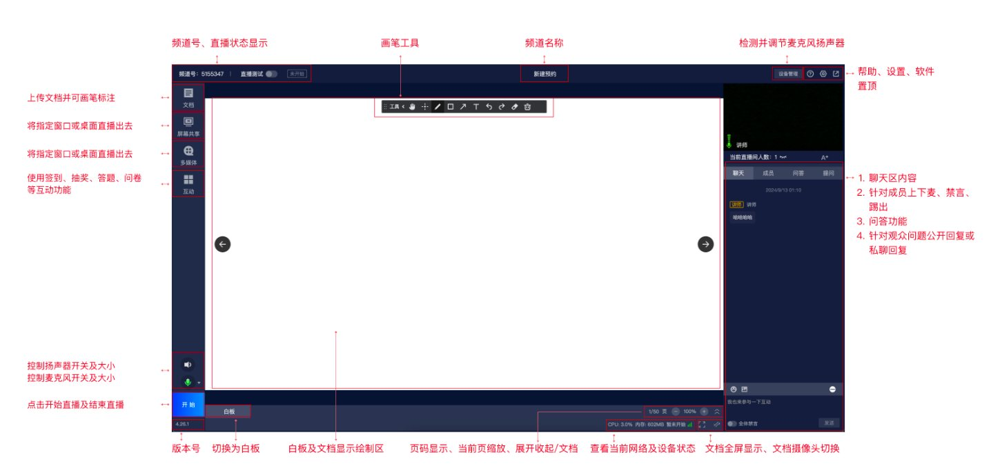 频道号、直播状态显示
画笔工具
频道名称
检测并调节麦克风扬声器
频道号：5155347 | 直播测试 未开始
新建预约
设备管理
帮助、设置、软件
置顶
上传文档并可画笔标注
文档
工具
将指定窗口或桌面直播出去
屏幕共享
讲师
将指定窗口或桌面直播出去
多媒体
当前直播间人数：1
A+
使用签到、抽奖、答题、问卷
等互动功能
互动
聊天 成员 问答 提问
2024/9/13 01:10
讲师 讲师
哈哈哈哈
1. 聊天区内容
2. 针对成员上下麦、禁言、
踢出
3. 问答功能
4. 针对观众问题公开回复或
私聊回复
控制扬声器开关及大小
控制麦克风开关及大小
点击开始直播及结束直播
开始
白板
1/50 页 100%
我也来参与一下互动
4.26.1
CPU: 3.0% 内存: 602MB 暂未开始
全体禁言
发送
版本号
切换为白板
白板及文档显示绘制区
页码显示、当前页缩放、展开收起/文档
查看当前网络及设备状态
文档全屏显示、文档摄像头切换